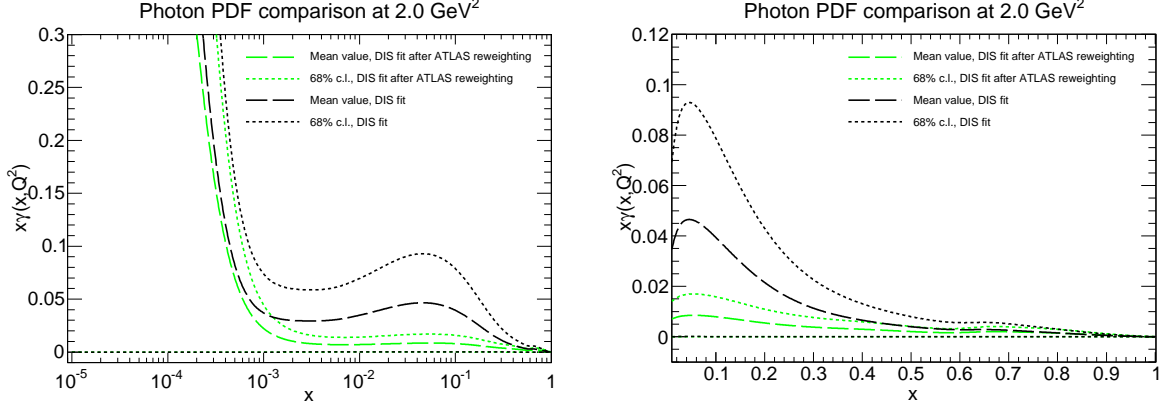 Photon PDF comparison at 2.0 GeV²
xγ(x,Q²)
0.3
0.25
0.2
0.15
0.1
0.05
0
Mean value, DIS fit after ATLAS reweighting
68% c.l., DIS fit after ATLAS reweighting
Mean value, DIS fit
68% c.l., DIS fit
10⁻⁵ 10⁻⁴ 10⁻³ 10⁻² 10⁻¹ 1
x
Photon PDF comparison at 2.0 GeV²
xγ(x,Q²)
0.12
0.1
0.08
0.06
0.04
0.02
0
Mean value, DIS fit after ATLAS reweighting
68% c.l., DIS fit after ATLAS reweighting
Mean value, DIS fit
68% c.l., DIS fit
0.1 0.2 0.3 0.4 0.5 0.6 0.7 0.8 0.9 1
x